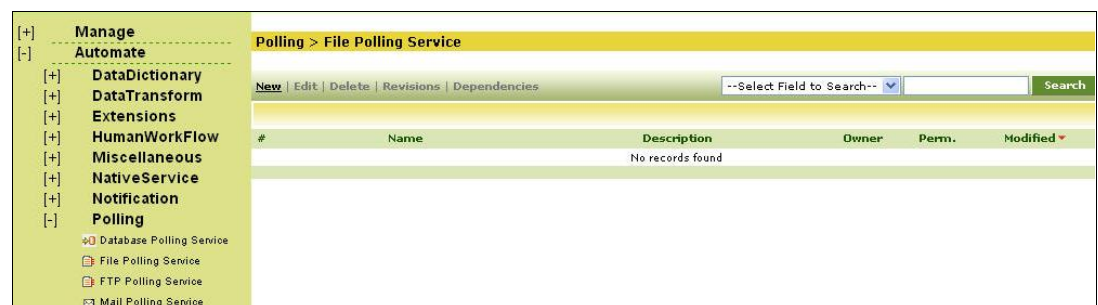 [+] Manage
[-] Automate
[+] DataDictionary
[+] DataTransform
[+] Extensions
[+] HumanWorkFlow
[+] Miscellaneous
[+] NativeService
[+] Notification
[-] Polling
Database Polling Service
File Polling Service
FTP Polling Service
Mail Polling Service
Polling > File Polling Service
New | Edit | Delete | Revisions | Dependencies --Select Field to Search-- Search
# Name Description Owner Perm. Modified
No records found